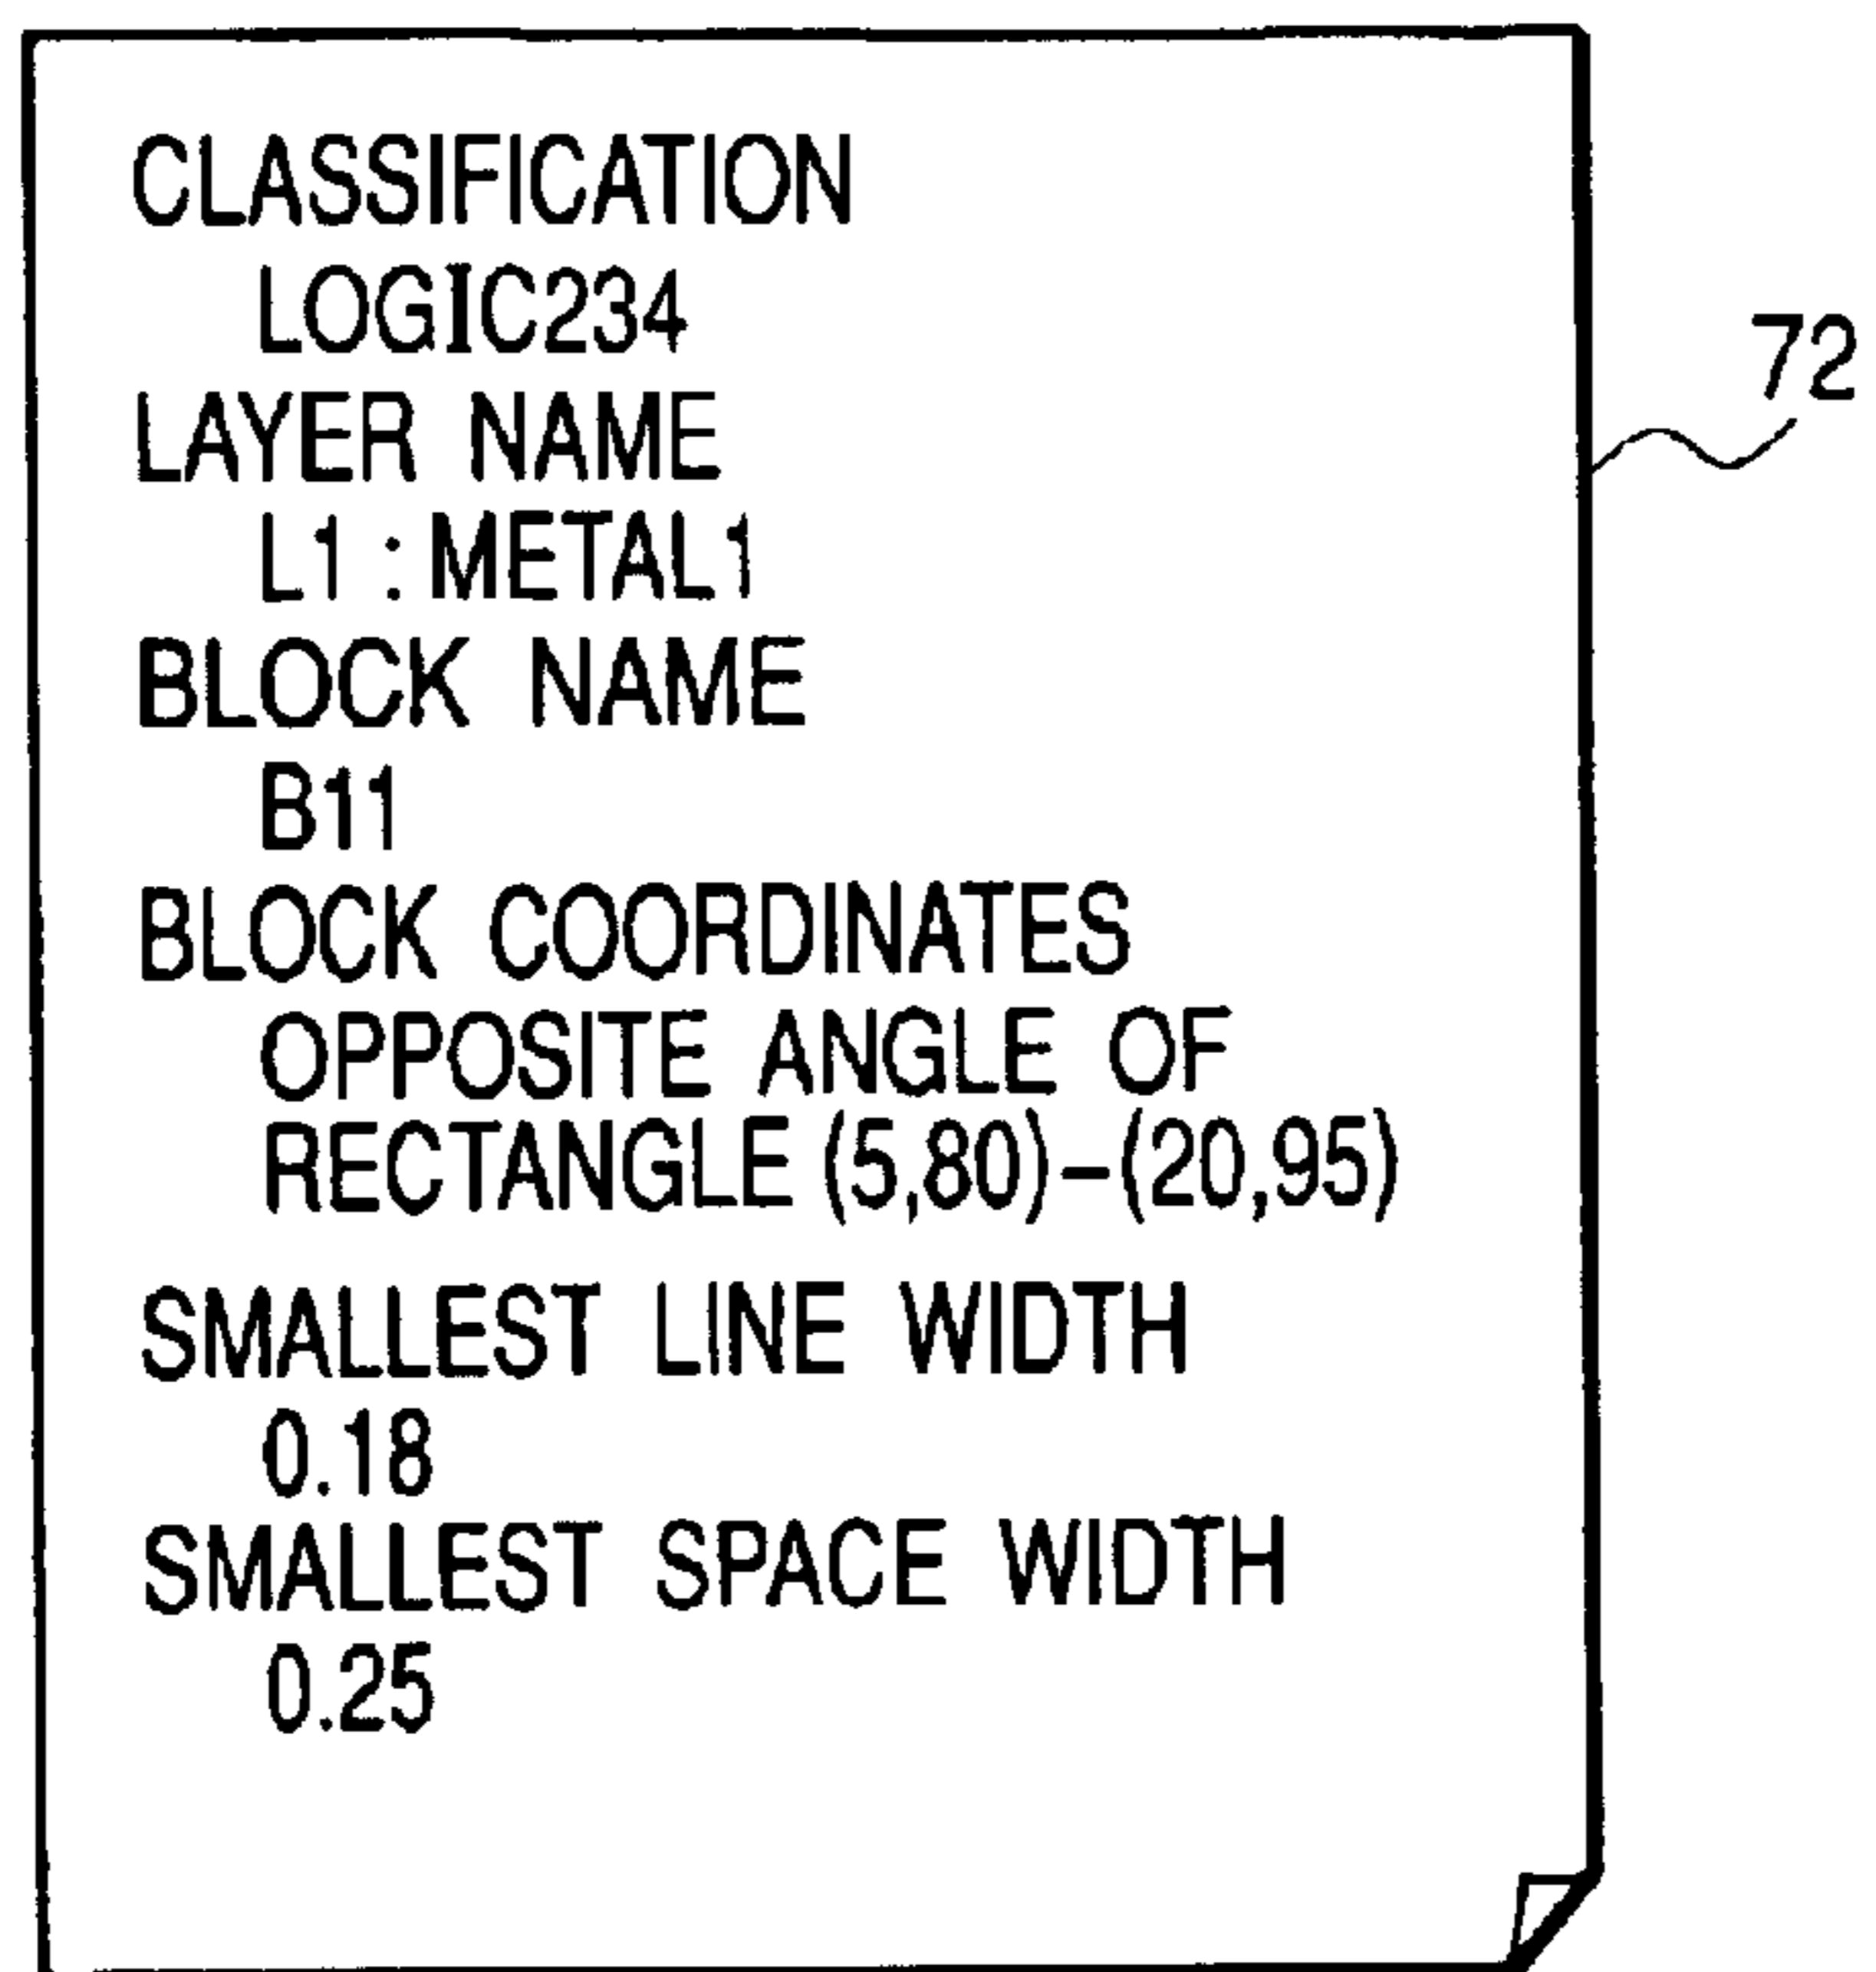 CLASSIFICATION
LOGIC234
72
LAYER NAME
L1 : METAL1
BLOCK NAME
B11
BLOCK COORDINATES
OPPOSITE ANGLE OF
RECTANGLE (5,80)–(20,95)
SMALLEST LINE WIDTH
0.18
SMALLEST SPACE WIDTH
0.25